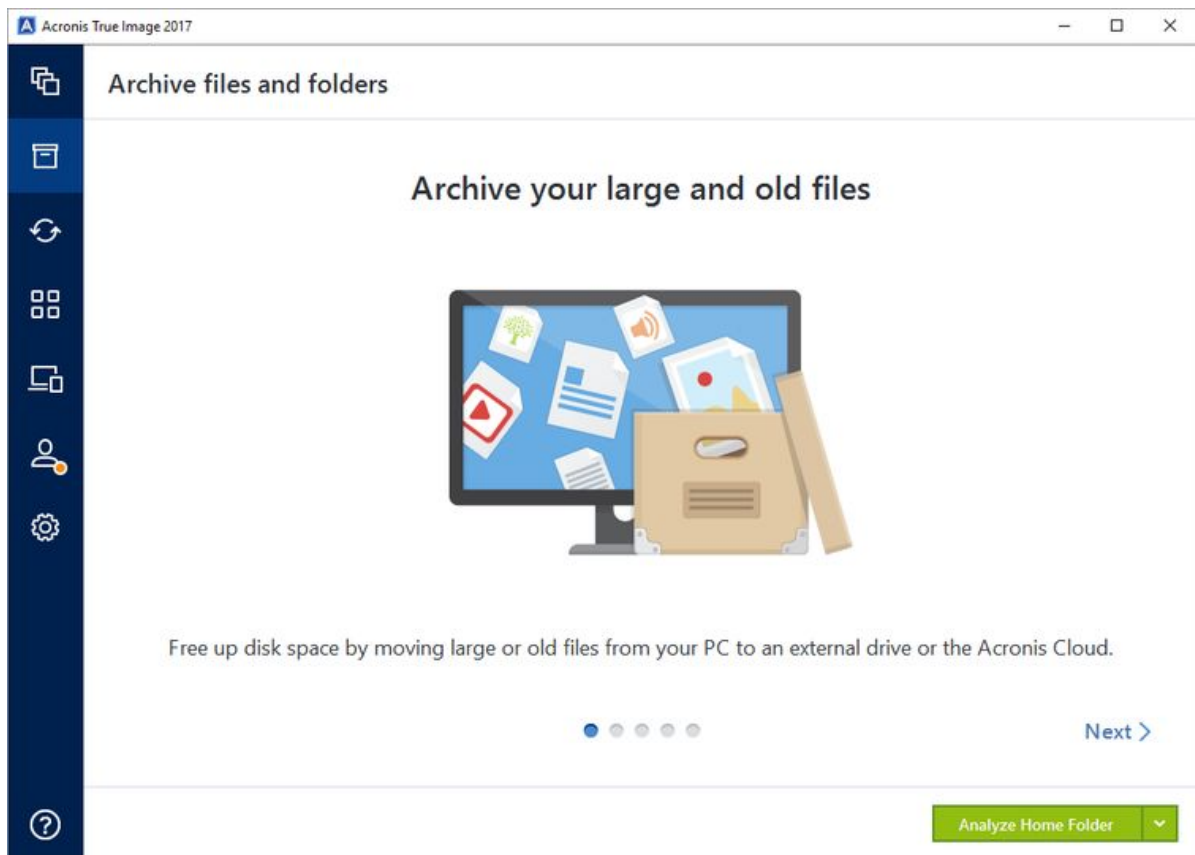 Acronis True Image 2017
Archive files and folders
Archive your large and old files
Free up disk space by moving large or old files from your PC to an external drive or the Acronis Cloud.
Next
Analyze Home Folder